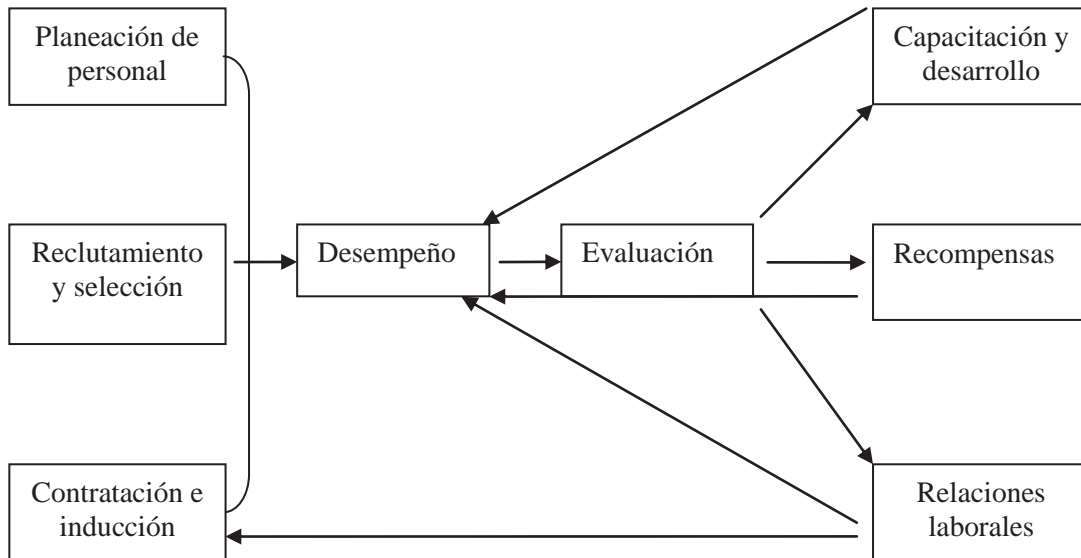 Planeación de
personal
Capacitación y
desarrollo
Reclutamiento
y selección
Desempeño
Evaluación
Recompensas
Contratación e
inducción
Relaciones
laborales